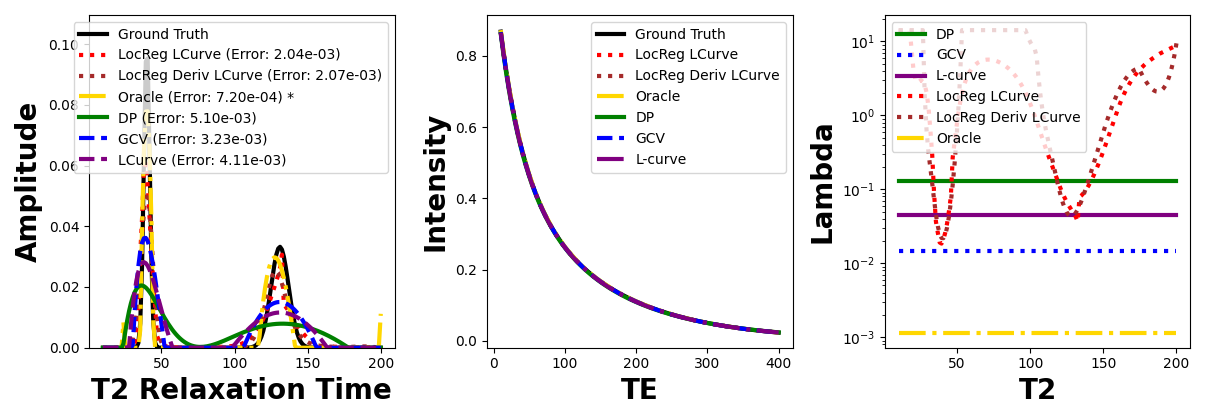 Amplitude
0.10
0.08
0.06
0.04
0.02
0.00
50
100
150
200
T2 Relaxation Time
Ground Truth
LocReg LCurve (Error: 2.04e-03)
LocReg Deriv LCurve (Error: 2.07e-03)
Oracle (Error: 7.20e-04) *
DP (Error: 5.10e-03)
GCV (Error: 3.23e-03)
LCurve (Error: 4.11e-03)
Intensity
0.8
0.6
0.4
0.2
0.0
0
100
200
300
400
TE
Ground Truth
LocReg LCurve
LocReg Deriv LCurve
Oracle
DP
GCV
L-curve
Lambda
10¹
10⁰
10⁻¹
10⁻²
10⁻³
50
100
150
200
T2
DP
GCV
L-curve
LocReg LCurve
LocReg Deriv LCurve
Oracle